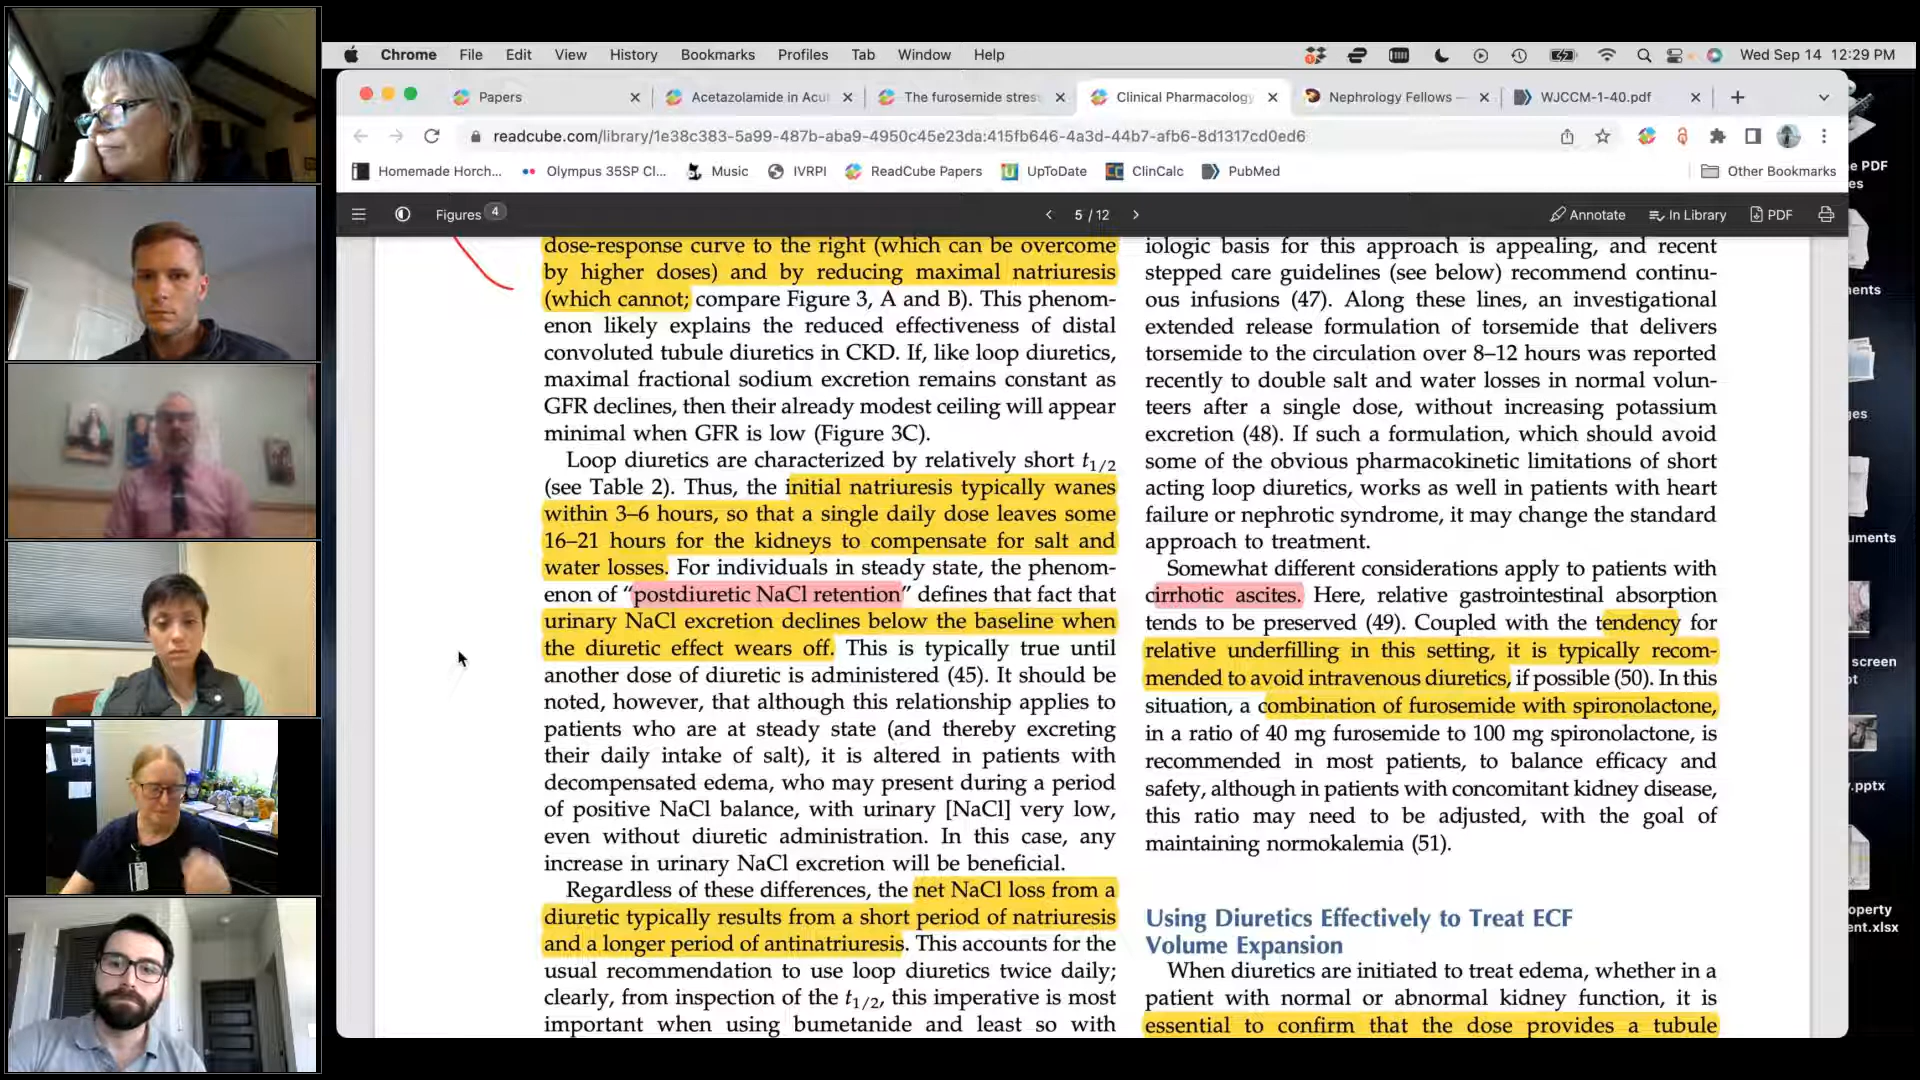 Chrome File Edit View History Bookmarks Profiles Tab Window Help Wed Sep 14 12:29 PM
Papers Acetazolamide in Acu The furosemide stres Clinical Pharmacology Nephrology Fellows — WJCCM-1-40.pdf
readcube.com/library/1e38c383-5a99-487b-aba9-4950c45e23da:415fb646-4a3d-44b7-afb6-8d1317cd0ed6
Homemade Horch... Olympus 35SP Cl... Music IVRPI ReadCube Papers UpToDate ClinCalc PubMed Other Bookmarks
Figures 4 5 / 12 Annotate In Library PDF
dose-response curve to the right (which can be overcome
by higher doses) and by reducing maximal natriuresis
(which cannot; compare Figure 3, A and B). This phenom-
enon likely explains the reduced effectiveness of distal
convoluted tubule diuretics in CKD. If, like loop diuretics,
maximal fractional sodium excretion remains constant as
GFR declines, then their already modest ceiling will appear
minimal when GFR is low (Figure 3C).
Loop diuretics are characterized by relatively short t1/2
(see Table 2). Thus, the initial natriuresis typically wanes
within 3–6 hours, so that a single daily dose leaves some
16–21 hours for the kidneys to compensate for salt and
water losses. For individuals in steady state, the phenom-
enon of “postdiuretic NaCl retention” defines that fact that
urinary NaCl excretion declines below the baseline when
the diuretic effect wears off. This is typically true until
another dose of diuretic is administered (45). It should be
noted, however, that although this relationship applies to
patients who are at steady state (and thereby excreting
their daily intake of salt), it is altered in patients with
decompensated edema, who may present during a period
of positive NaCl balance, with urinary [NaCl] very low,
even without diuretic administration. In this case, any
increase in urinary NaCl excretion will be beneficial.
Regardless of these differences, the net NaCl loss from a
diuretic typically results from a short period of natriuresis
and a longer period of antinatriuresis. This accounts for the
usual recommendation to use loop diuretics twice daily;
clearly, from inspection of the t1/2, this imperative is most
important when using bumetanide and least so with
iologic basis for this approach is appealing, and recent
stepped care guidelines (see below) recommend continu-
ous infusions (47). Along these lines, an investigational
extended release formulation of torsemide that delivers
torsemide to the circulation over 8–12 hours was reported
recently to double salt and water losses in normal volun-
teers after a single dose, without increasing potassium
excretion (48). If such a formulation, which should avoid
some of the obvious pharmacokinetic limitations of short
acting loop diuretics, works as well in patients with heart
failure or nephrotic syndrome, it may change the standard
approach to treatment.
Somewhat different considerations apply to patients with
cirrhotic ascites. Here, relative gastrointestinal absorption
tends to be preserved (49). Coupled with the tendency for
relative underfilling in this setting, it is typically recom-
mended to avoid intravenous diuretics, if possible (50). In this
situation, a combination of furosemide with spironolactone,
in a ratio of 40 mg furosemide to 100 mg spironolactone, is
recommended in most patients, to balance efficacy and
safety, although in patients with concomitant kidney disease,
this ratio may need to be adjusted, with the goal of
maintaining normokalemia (51).
Using Diuretics Effectively to Treat ECF
Volume Expansion
When diuretics are initiated to treat edema, whether in a
patient with normal or abnormal kidney function, it is
essential to confirm that the dose provides a tubule
e PDF
es
ents
ges
uments
screen
ot
.pptx
operty
ent.xlsx